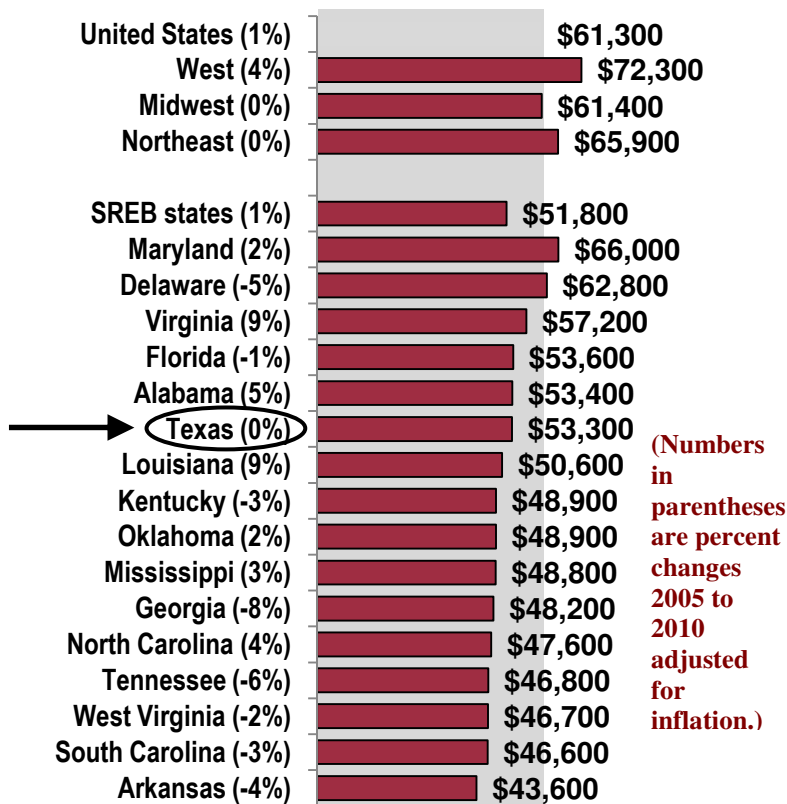 United States (1%) $61,300
West (4%) $72,300
Midwest (0%) $61,400
Northeast (0%) $65,900
SREB states (1%) $51,800
Maryland (2%) $66,000
Delaware (-5%) $62,800
Virginia (9%) $57,200
Florida (-1%) $53,600
Alabama (5%) $53,400
Texas (0%) $53,300
Louisiana (9%) $50,600
Kentucky (-3%) $48,900
Oklahoma (2%) $48,900
Mississippi (3%) $48,800
Georgia (-8%) $48,200
North Carolina (4%) $47,600
Tennessee (-6%) $46,800
West Virginia (-2%) $46,700
South Carolina (-3%) $46,600
Arkansas (-4%) $43,600
(Numbers
in
parentheses
are percent
changes
2005 to
2010
adjusted
for
inflation.)